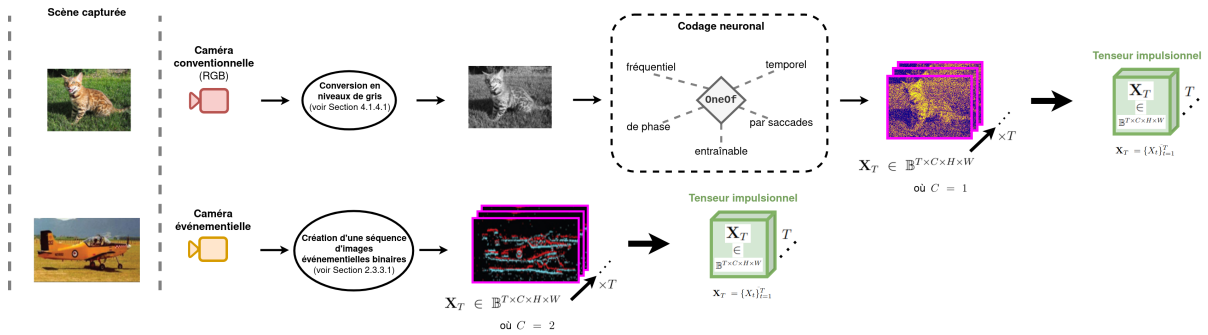 Scène capturée
Caméra
conventionnelle
(RGB)
Conversion en
niveaux de gris
(voir Section 4.1.4.1)
Codage neuronal
fréquentiel
temporel
OneOf
de phase
par saccades
entraînable
×T
X_T ∈ 𝔹^{T×C×H×W}
où C = 1
Tenseur impulsionnel
X_T
∈
𝔹^{T×C×H×W}
T
X_T = {X_t}_{t=1}^T
Caméra
événementielle
Création d'une séquence
d'images
événementielles binaires
(voir Section 2.3.3.1)
×T
X_T ∈ 𝔹^{T×C×H×W}
où C = 2
Tenseur impulsionnel
X_T
∈
𝔹^{T×C×H×W}
T
X_T = {X_t}_{t=1}^T